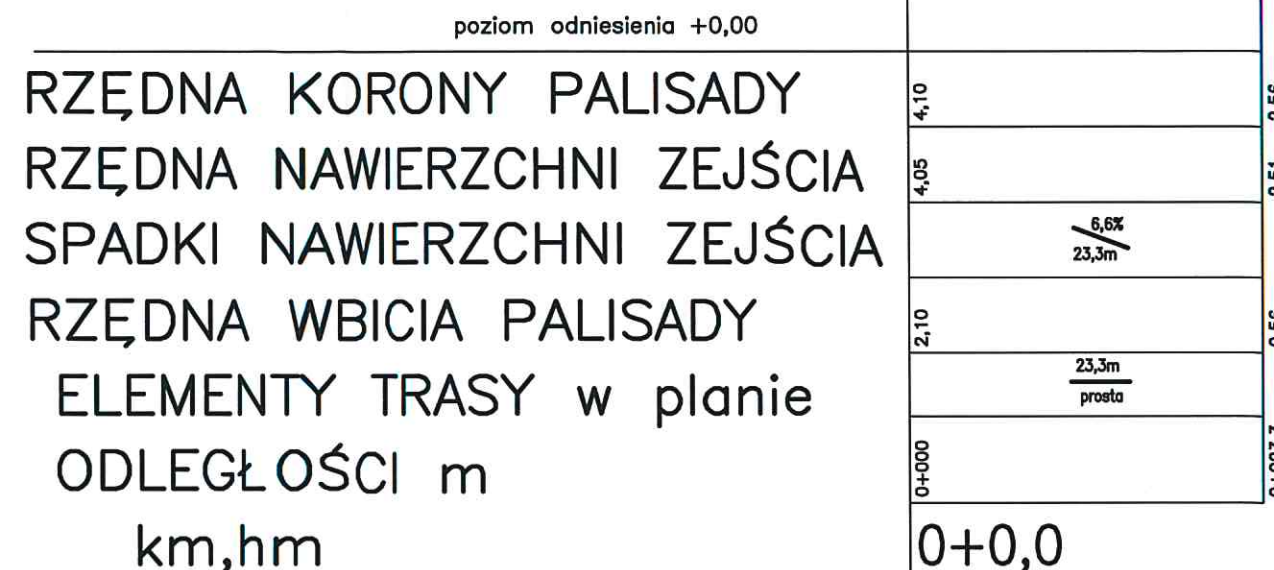 poziom odniesienia +0,00
RZĘDNA KORONY PALISADY 4,10
RZĘDNA NAWIERZCHNI ZEJŚCIA 4,05
SPADKI NAWIERZCHNI ZEJŚCIA 6,6%
23,3m
RZĘDNA WBICIA PALISADY 2,10
ELEMENTY TRASY w planie 23,3m
prosta
ODLEGŁOŚCI m 0+000
km,hm 0+0,0